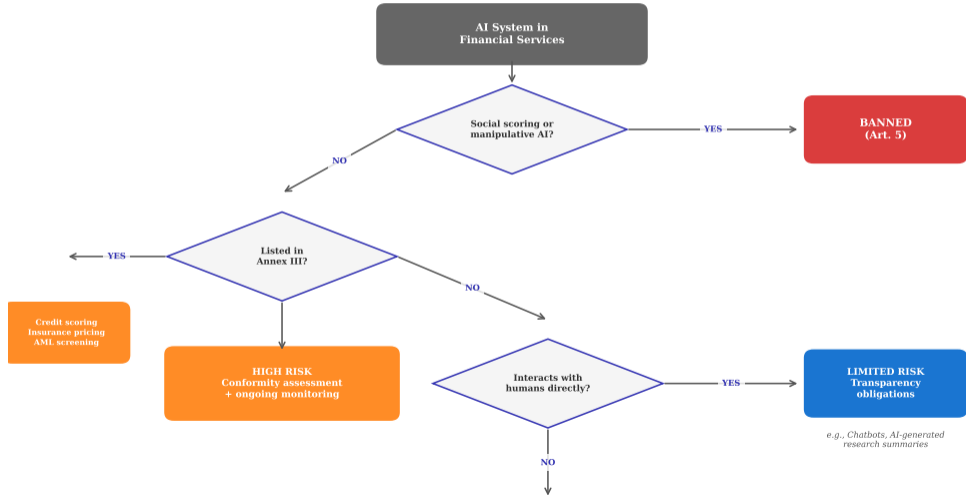 AI System in
Financial Services
Social scoring or
manipulative AI?
YES
BANNED
(Art. 5)
NO
Listed in
Annex III?
YES
NO
Credit scoring
Insurance pricing
AML screening
HIGH RISK
Conformity assessment
+ ongoing monitoring
Interacts with
humans directly?
YES
LIMITED RISK
Transparency
obligations
e.g., Chatbots, AI-generated
research summaries
NO